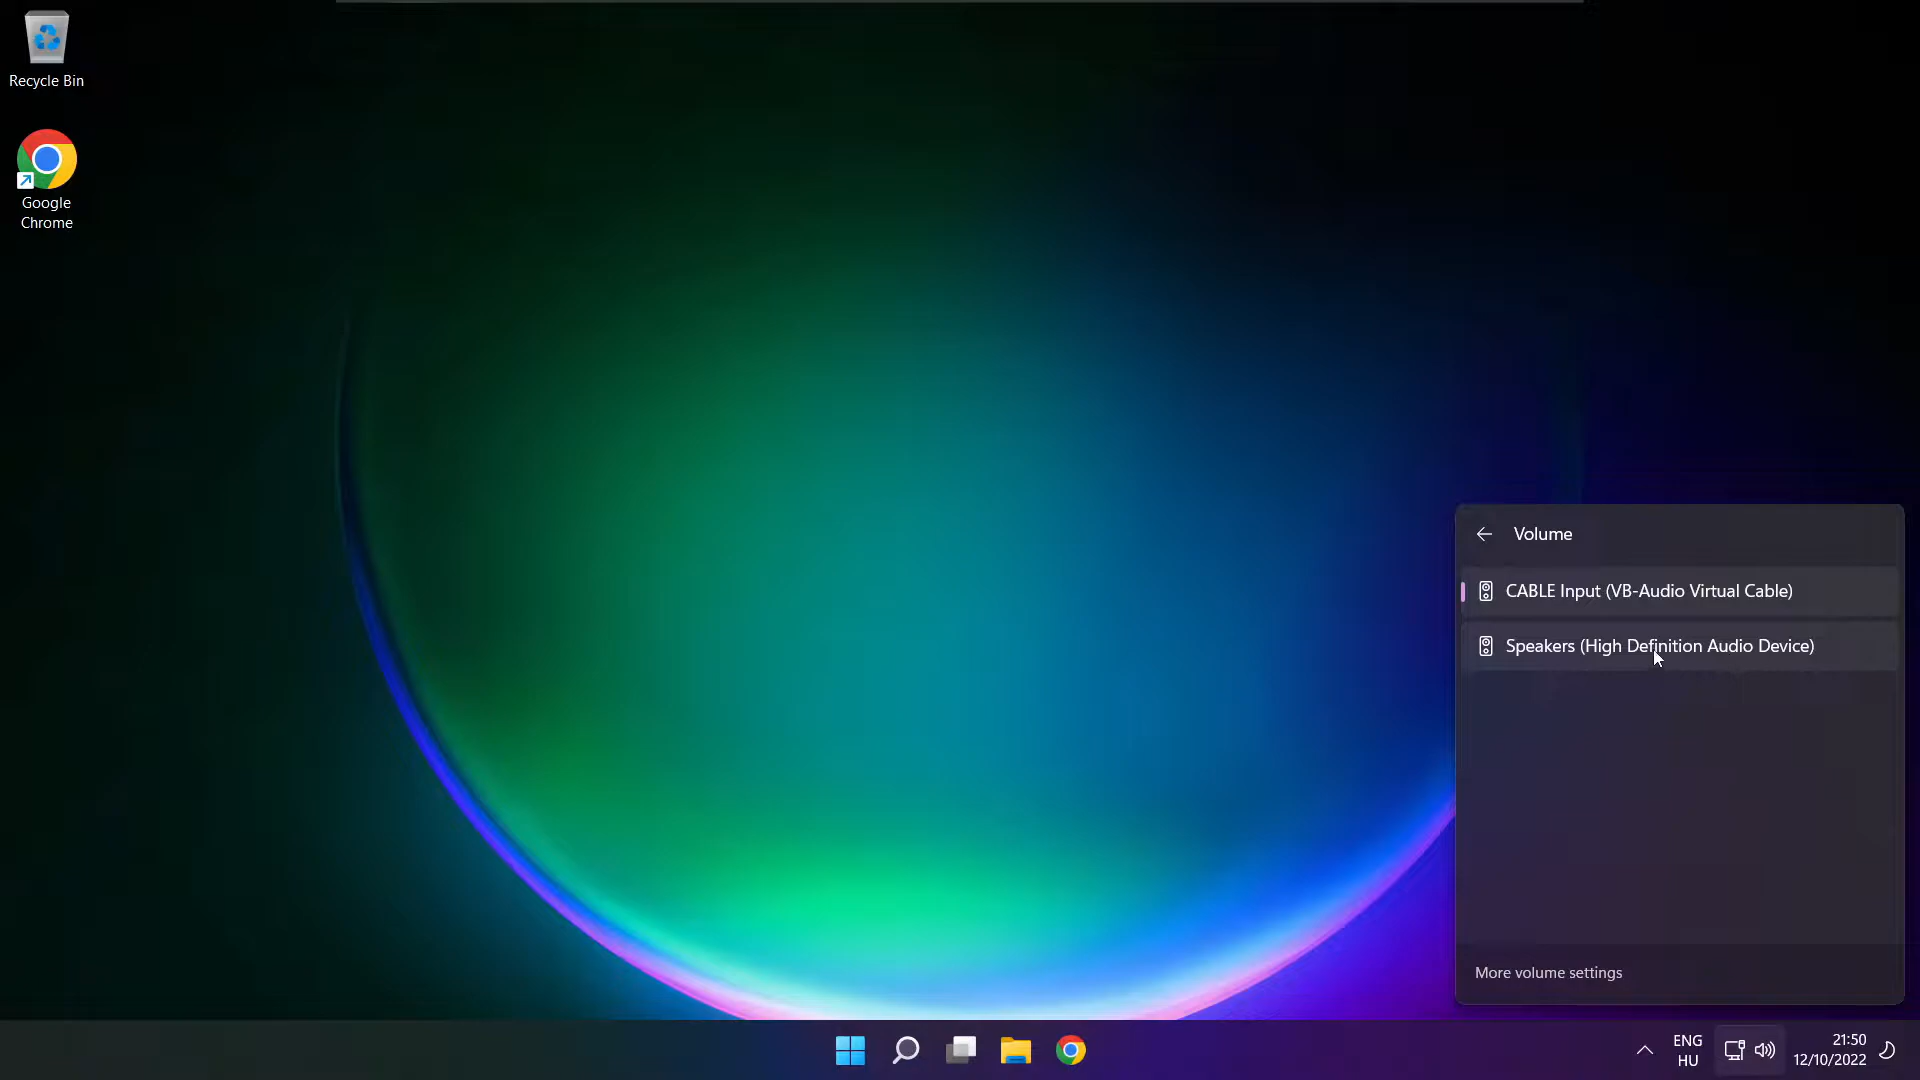 Recycle Bin
Google
Chrome
Volume
CABLE Input (VB-Audio Virtual Cable)
Speakers (High Definition Audio Device)
More volume settings
ENG
HU
21:50
12/10/2022